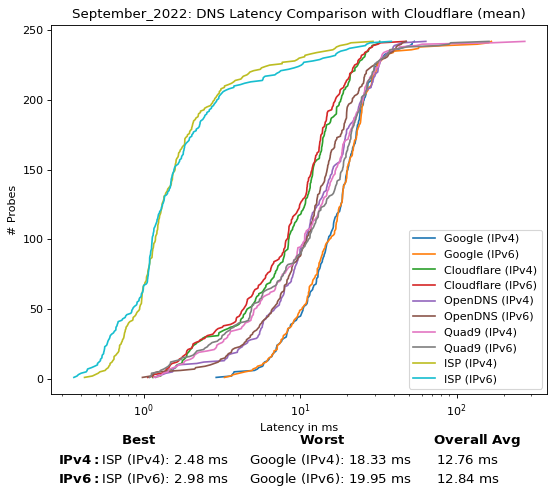 September_2022: DNS Latency Comparison with Cloudflare (mean)
250
200
150
100
50
0
# Probes
10⁰
10¹
10²
Latency in ms
Google (IPv4)
Google (IPv6)
Cloudflare (IPv4)
Cloudflare (IPv6)
OpenDNS (IPv4)
OpenDNS (IPv6)
Quad9 (IPv4)
Quad9 (IPv6)
ISP (IPv4)
ISP (IPv6)
Best Worst Overall Avg
IPv4: ISP (IPv4): 2.48 ms Google (IPv4): 18.33 ms 12.76 ms
IPv6: ISP (IPv6): 2.98 ms Google (IPv6): 19.95 ms 12.84 ms